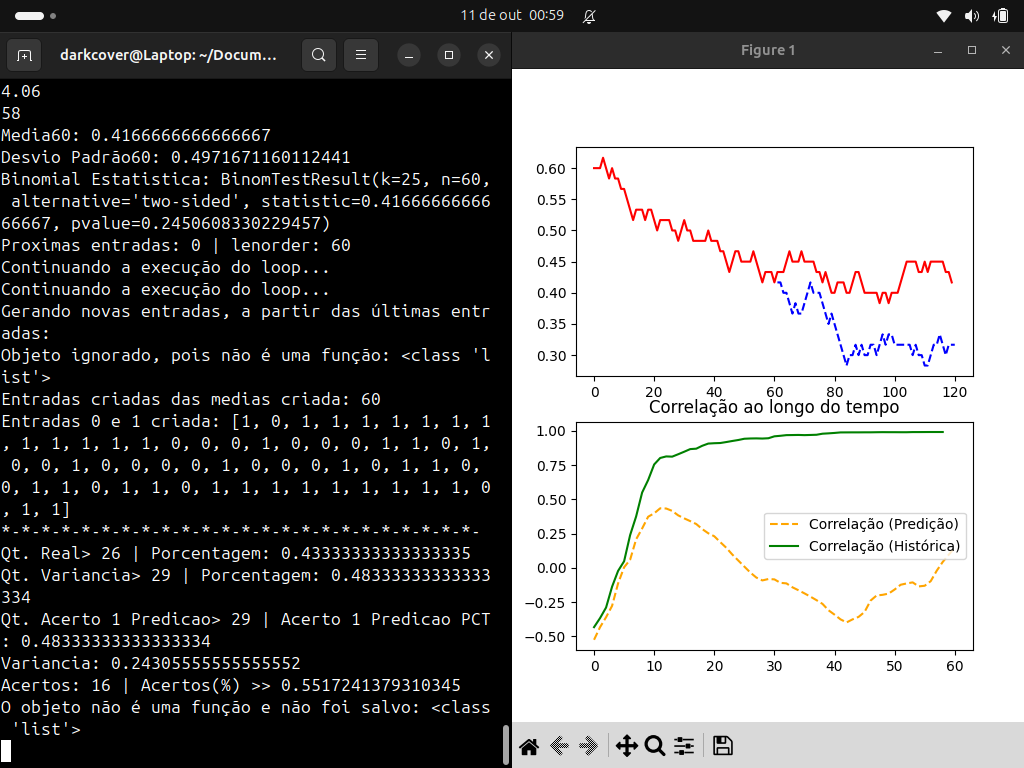 11 de out 00:59
darkcover@Laptop: ~/Docum...
4.06
58
Media60: 0.4166666666666667
Desvio Padrão60: 0.4971671160112441
Binomial Estatistica: BinomTestResult(k=25, n=60,
alternative='two-sided', statistic=0.41666666666
66667, pvalue=0.2450608330229457)
Proximas entradas: 0 | lenorder: 60
Continuando a execução do loop...
Continuando a execução do loop...
Gerando novas entradas, a partir das últimas entr
adas:
Objeto ignorado, pois não é uma função: <class 'l
ist'>
Entradas criadas das medias criada: 60
Entradas 0 e 1 criada: [1, 0, 1, 1, 1, 1, 1, 1, 1
, 1, 1, 1, 1, 1, 0, 0, 0, 1, 0, 0, 0, 1, 1, 0, 1,
0, 0, 1, 0, 0, 0, 0, 1, 0, 0, 0, 1, 0, 1, 1, 0,
0, 1, 1, 0, 1, 1, 0, 1, 1, 1, 1, 1, 1, 1, 1, 1, 0
, 1, 1]
*-*-*-*-*-*-*-*-*-*-*-*-*-*-*-*-*-*-*-*-*-*-*-*-
Qt. Real> 26 | Porcentagem: 0.43333333333333335
Qt. Variancia> 29 | Porcentagem: 0.48333333333333
334
Qt. Acerto 1 Predicao> 29 | Acerto 1 Predicao PCT
: 0.48333333333333334
Variancia: 0.24305555555555552
Acertos: 16 | Acertos(%) >> 0.5517241379310345
O objeto não é uma função e não foi salvo: <class
'list'>
Figure 1
0.60
0.55
0.50
0.45
0.40
0.35
0.30
0 20 40 60 80 100 120
Correlação ao longo do tempo
1.00
0.75
0.50
0.25
0.00
−0.25
−0.50
Correlação (Predição)
Correlação (Histórica)
0 10 20 30 40 50 60